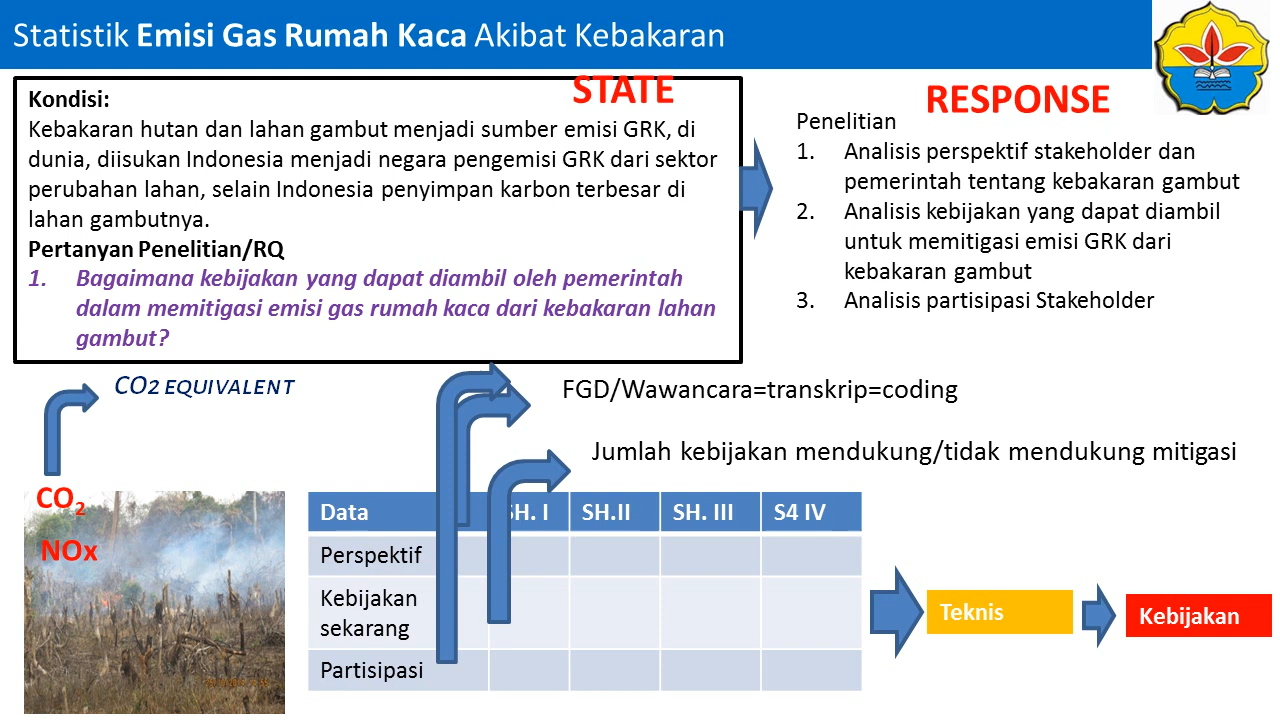 Statistik Emisi Gas Rumah Kaca Akibat Kebakaran
STATE
Kondisi:
Kebakaran hutan dan lahan gambut menjadi sumber emisi GRK, di
dunia, diisukan Indonesia menjadi negara pengemisi GRK dari sektor
perubahan lahan, selain Indonesia penyimpan karbon terbesar di
lahan gambutnya.
Pertanyan Penelitian/RQ
1. Bagaimana kebijakan yang dapat diambil oleh pemerintah
dalam memitigasi emisi gas rumah kaca dari kebakaran lahan
gambut?
RESPONSE
Penelitian
1. Analisis perspektif stakeholder dan
pemerintah tentang kebakaran gambut
2. Analisis kebijakan yang dapat diambil
untuk memitigasi emisi GRK dari
kebakaran gambut
3. Analisis partisipasi Stakeholder
CO2 EQUIVALENT
FGD/Wawancara=transkrip=coding
Jumlah kebijakan mendukung/tidak mendukung mitigasi
CO2
NOx
Data SH. I SH.II SH. III S4 IV
Perspektif
Kebijakan
sekarang
Partisipasi
Teknis
Kebijakan